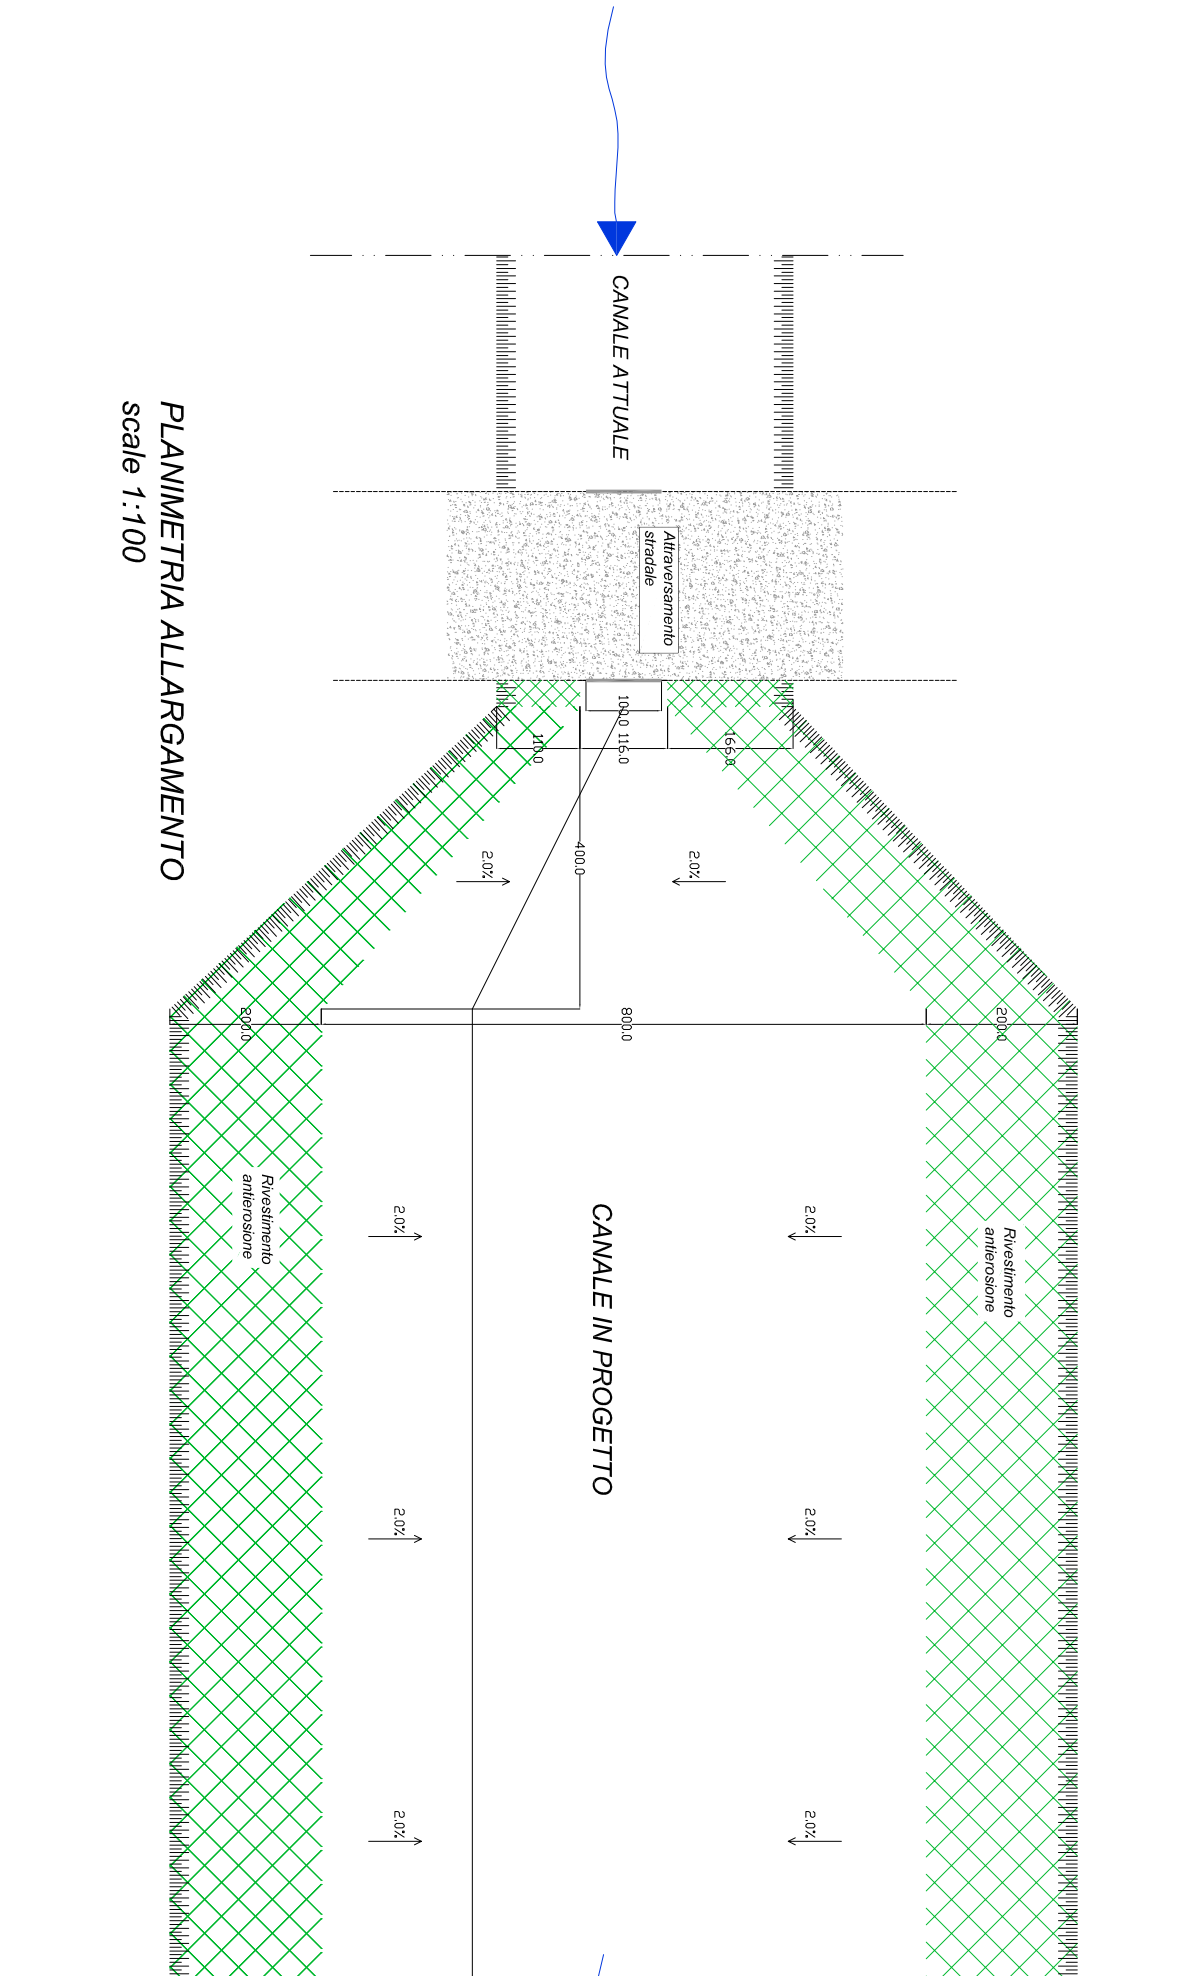 CANALE ATTUALE
PLANIMETRIA ALLARGAMENTO
scale 1:100
Attraversamento
stradale
100.0
110.0
116.0
166.0
400.0
2.0%
2.0%
200.0
800.0
200.0
Rivestimento
antierosione
Rivestimento
antierosione
CANALE IN PROGETTO
2.0%
2.0%
2.0%
2.0%
2.0%
2.0%